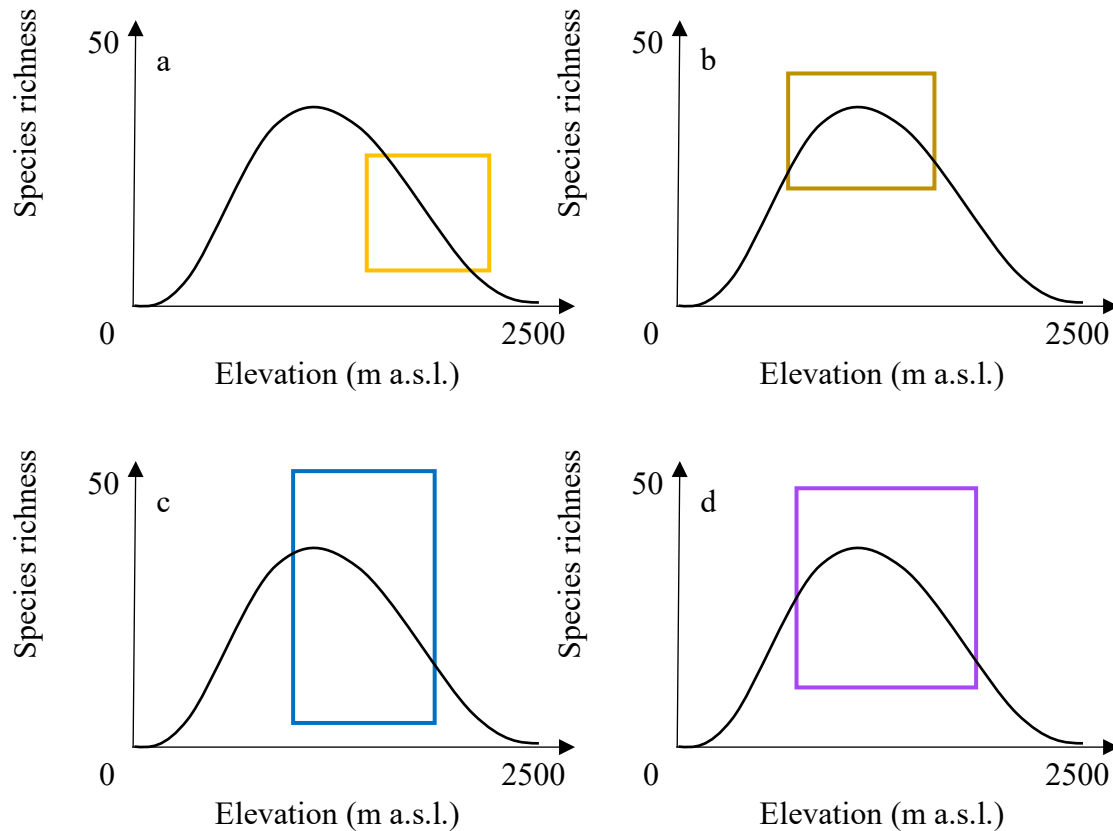 Species richness
50
a
0
2500
Elevation (m a.s.l.)
Species richness
50
b
0
2500
Elevation (m a.s.l.)
Species richness
50
c
0
2500
Elevation (m a.s.l.)
Species richness
50
d
0
2500
Elevation (m a.s.l.)